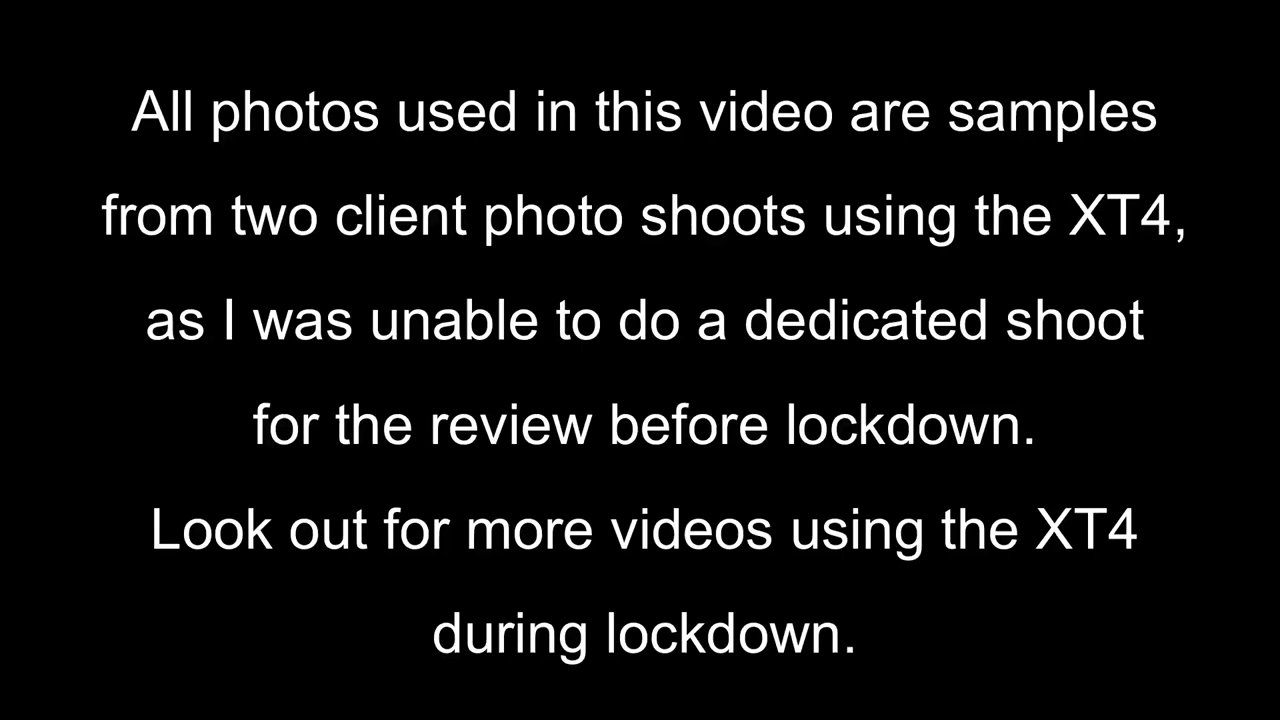 All photos used in this video are samples
from two client photo shoots using the XT4,
as I was unable to do a dedicated shoot
for the review before lockdown.
Look out for more videos using the XT4
during lockdown.